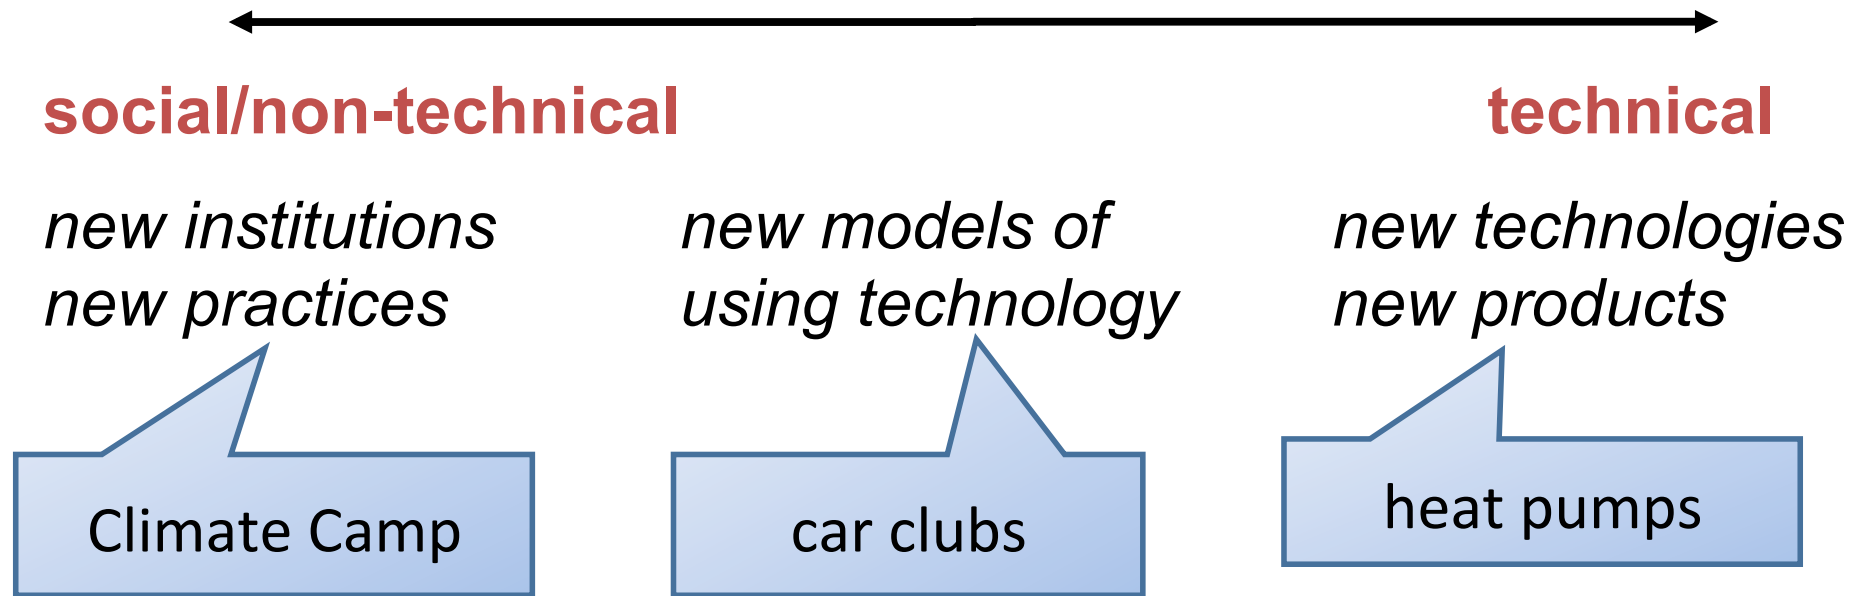 social/non-technical
technical
new institutions
new practices
new models of
using technology
new technologies
new products
Climate Camp
car clubs
heat pumps